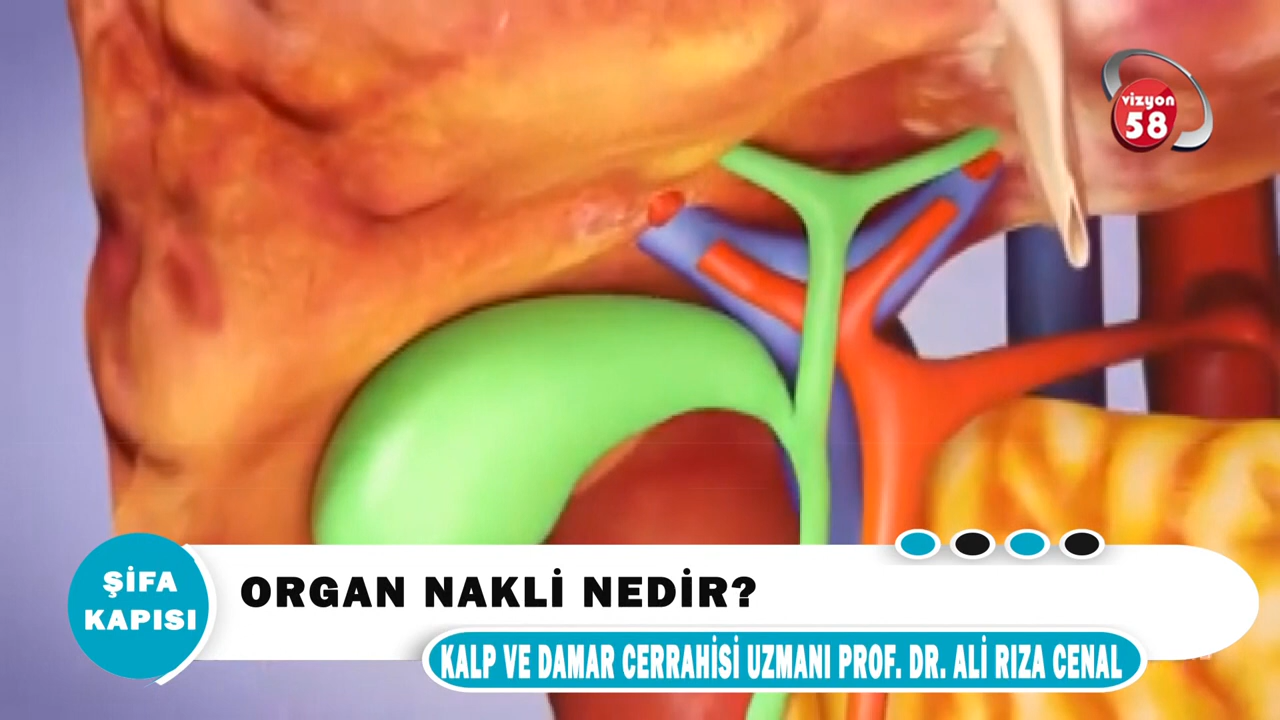 vizyon
58
ŞİFA
KAPISI
ORGAN NAKLİ NEDİR?
KALP VE DAMAR CERRAHİSİ UZMANI PROF. DR. ALİ RIZA CENAL